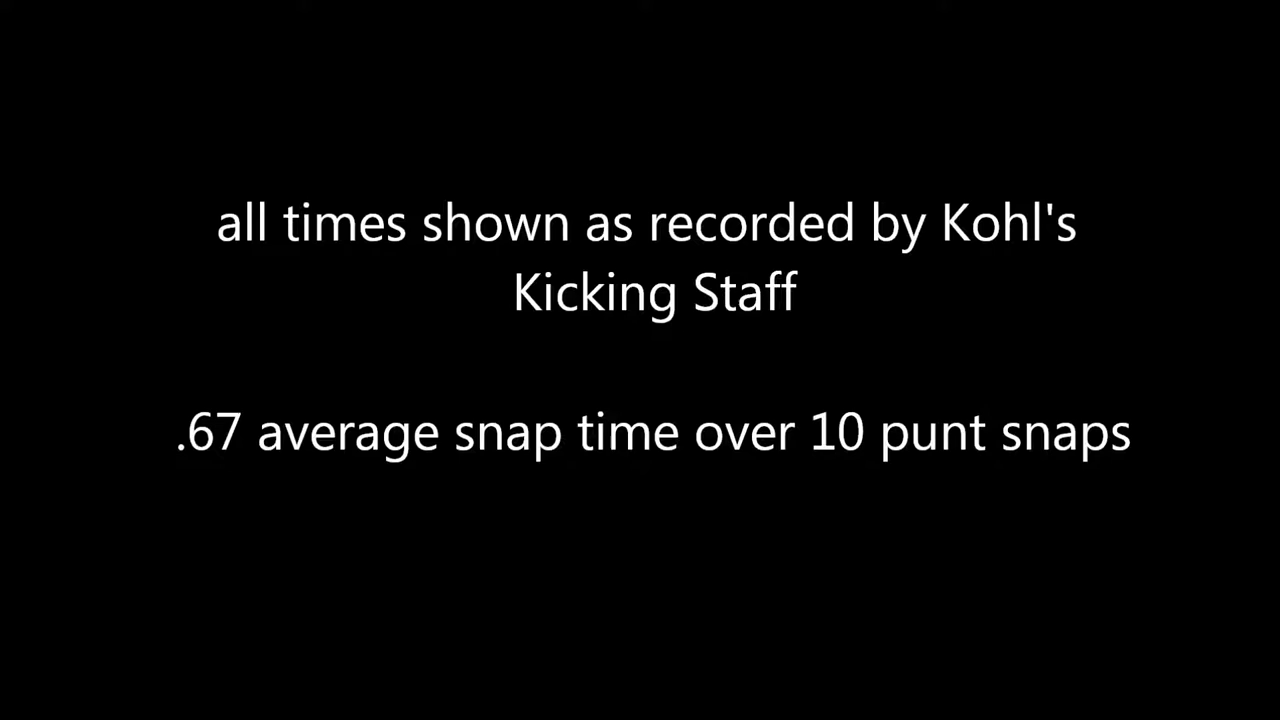 all times shown as recorded by Kohl's
Kicking Staff
.67 average snap time over 10 punt snaps